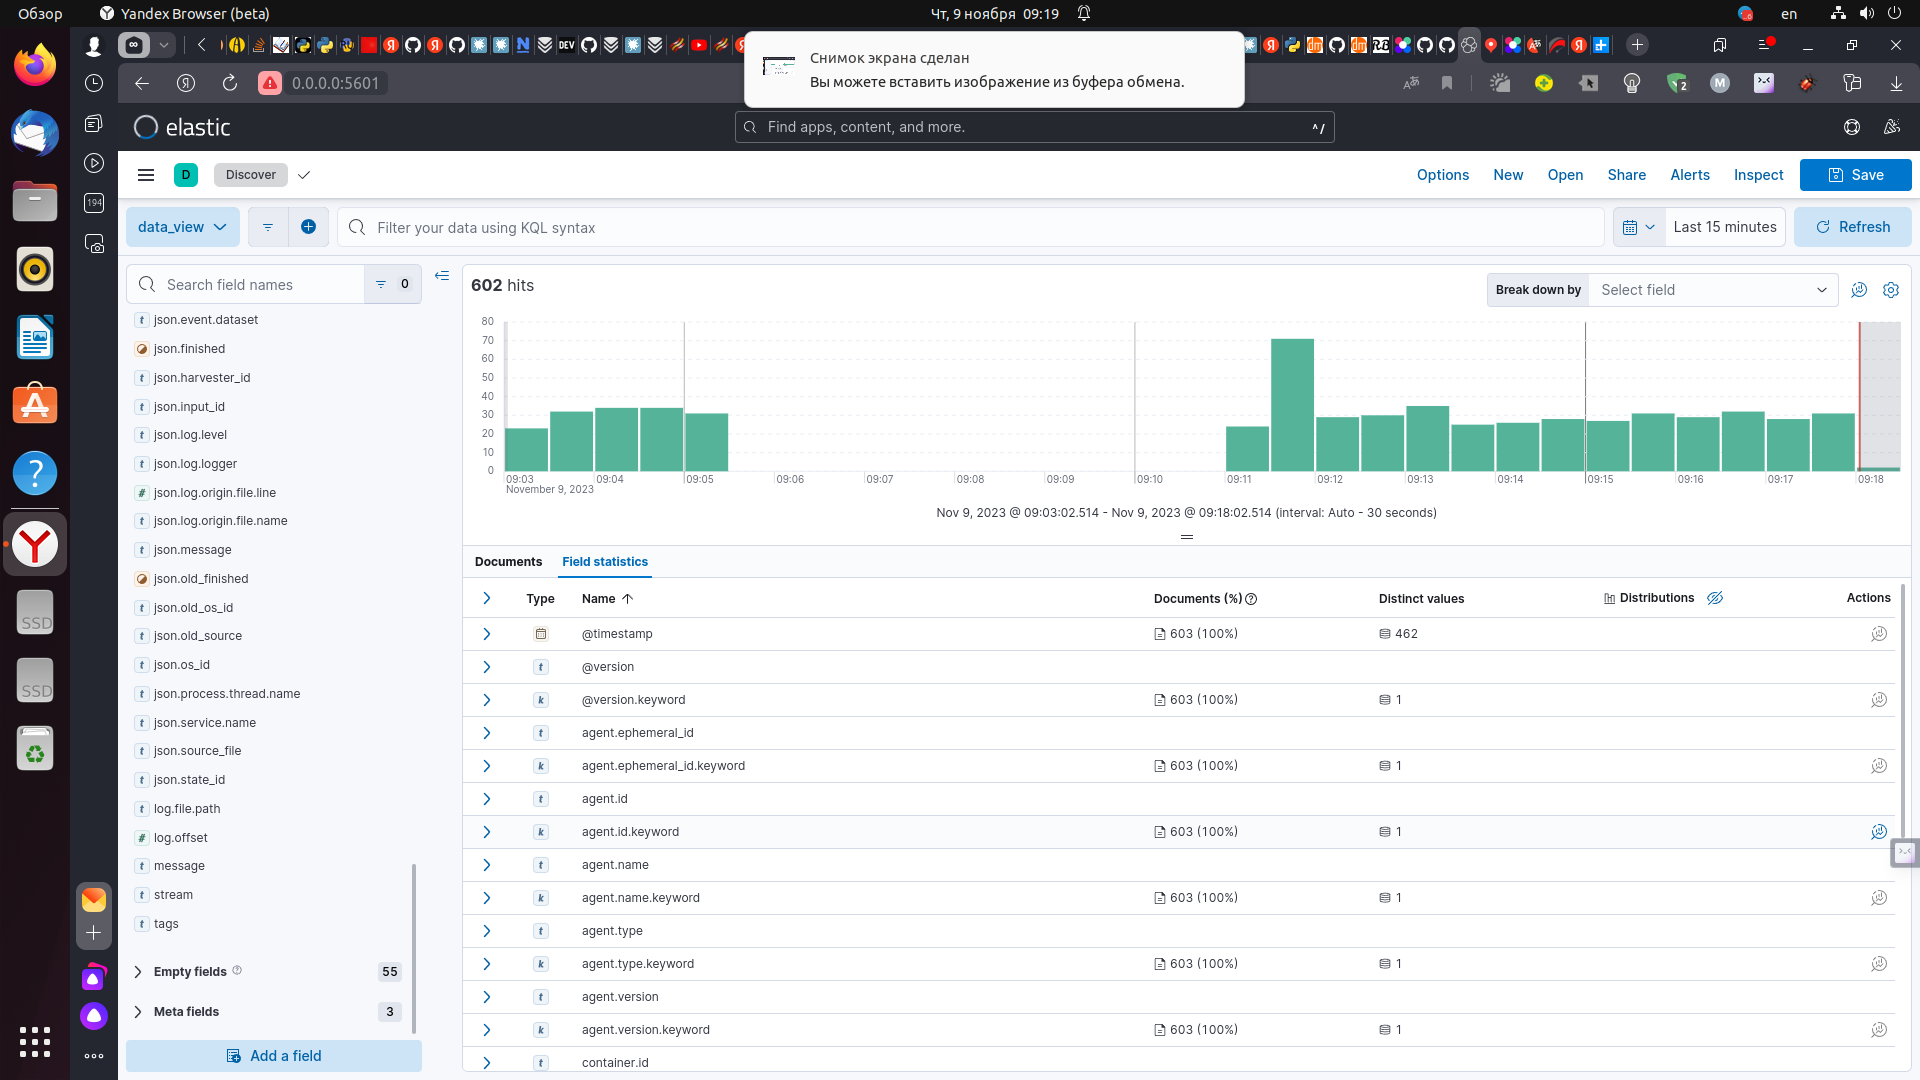 Обзор
Yandex Browser (beta)
Чт, 9 ноября 09:19
en
Снимок экрана сделан
Вы можете вставить изображение из буфера обмена.
0.0.0.0:5601
elastic
Find apps, content, and more.
^/
194
D
Discover
Options
New
Open
Share
Alerts
Inspect
Save
data_view
Filter your data using KQL syntax
Last 15 minutes
Refresh
Search field names
0
json.event.dataset
json.finished
json.harvester_id
json.input_id
json.log.level
json.log.logger
json.log.origin.file.line
json.log.origin.file.name
json.message
json.old_finished
json.old_os_id
json.old_source
json.os_id
json.process.thread.name
json.service.name
json.source_file
json.state_id
log.file.path
log.offset
message
stream
tags
Empty fields
55
Meta fields
3
Add a field
602 hits
Break down by
Select field
80
70
60
50
40
30
20
10
0
09:03
November 9, 2023
09:04
09:05
09:06
09:07
09:08
09:09
09:10
09:11
09:12
09:13
09:14
09:15
09:16
09:17
09:18
Nov 9, 2023 @ 09:03:02.514 - Nov 9, 2023 @ 09:18:02.514 (interval: Auto - 30 seconds)
Documents
Field statistics
Type
Name
Documents (%)
Distinct values
Distributions
Actions
@timestamp
603 (100%)
462
@version
@version.keyword
603 (100%)
1
agent.ephemeral_id
agent.ephemeral_id.keyword
603 (100%)
1
agent.id
agent.id.keyword
603 (100%)
1
agent.name
agent.name.keyword
603 (100%)
1
agent.type
agent.type.keyword
603 (100%)
1
agent.version
agent.version.keyword
603 (100%)
1
container.id
SSD
SSD